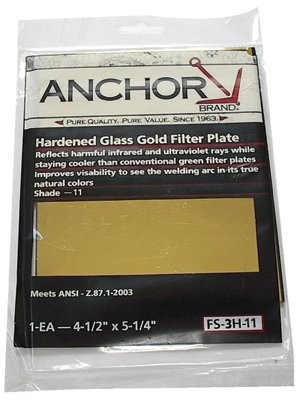 ANCHOR
BRAND®
PURE QUALITY. PURE VALUE. SINCE 1963.
Hardened Glass Gold Filter Plate
Reflects harmful infrared and ultraviolet rays while
staying cooler than conventional green filter plates
Improves visability to see the welding arc in its true
natural colors
Shade -11
Meets ANSI - Z.87.1-2003
1-EA — 4-1/2" x 5-1/4"
FS-3H-11